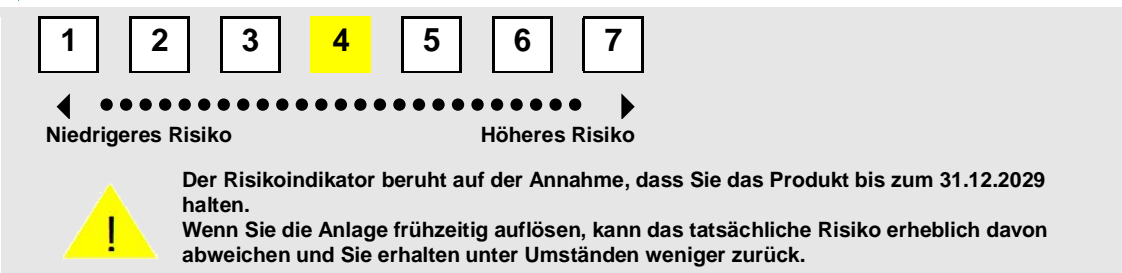 1 2 3 4 5 6 7
Niedrigeres Risiko Höheres Risiko
Der Risikoindikator beruht auf der Annahme, dass Sie das Produkt bis zum 31.12.2029
halten.
Wenn Sie die Anlage frühzeitig auflösen, kann das tatsächliche Risiko erheblich davon
! abweichen und Sie erhalten unter Umständen weniger zurück.